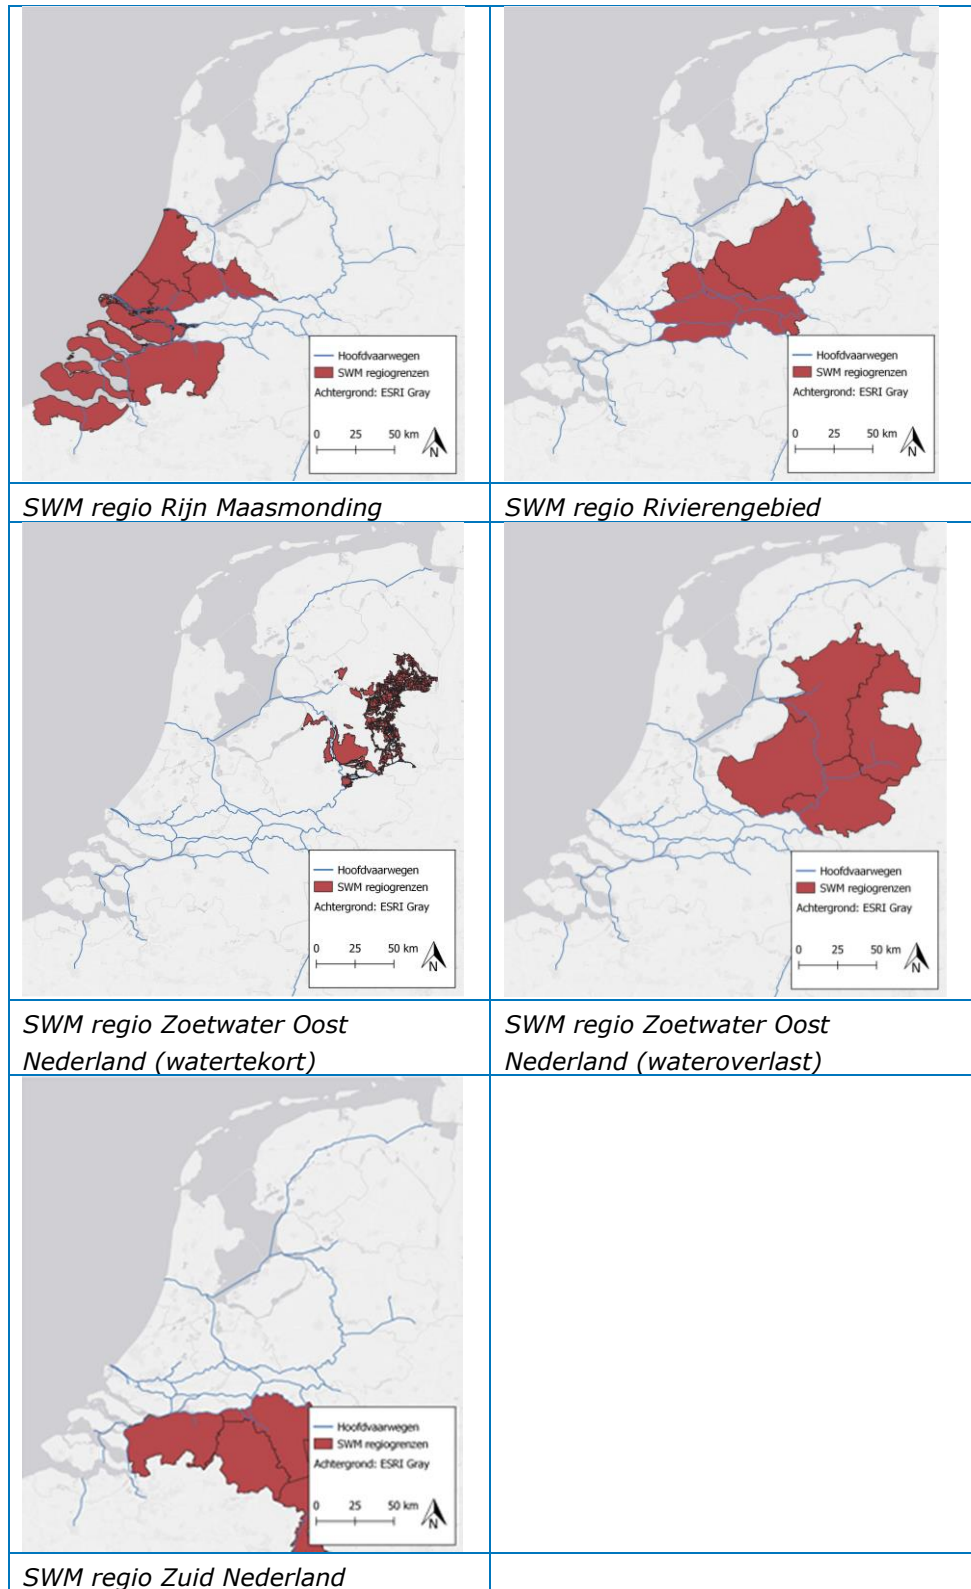 Hoofdvaarwegen
SWM regiogrenzen
Achtergrond: ESRI Gray
0 25 50 km
N
SWM regio Rijn Maasmonding
Hoofdvaarwegen
SWM regiogrenzen
Achtergrond: ESRI Gray
0 25 50 km
N
SWM regio Rivierengebied
Hoofdvaarwegen
SWM regiogrenzen
Achtergrond: ESRI Gray
0 25 50 km
N
SWM regio Zoetwater Oost
Nederland (watertekort)
Hoofdvaarwegen
SWM regiogrenzen
Achtergrond: ESRI Gray
0 25 50 km
N
SWM regio Zoetwater Oost
Nederland (wateroverlast)
Hoofdvaarwegen
SWM regiogrenzen
Achtergrond: ESRI Gray
0 25 50 km
N
SWM regio Zuid Nederland